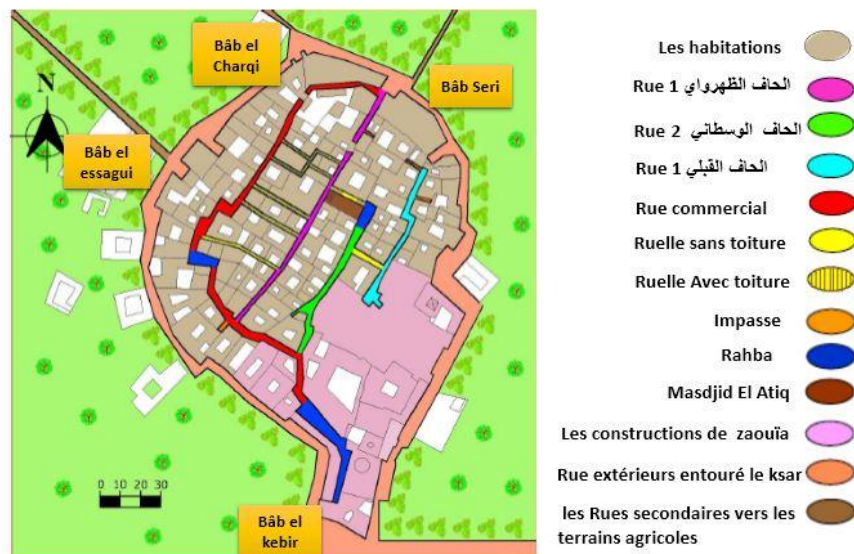 Bâb el
Charqi
Bâb Seri
N
Bâb el
essagui
0 10 20 30
Bâb el
kebir
Les habitations
Rue 1 الحاف الظهرواي
Rue 2 الحاف الوسطاني
Rue 1 الحاف القبلي
Rue commercial
Ruelle sans toiture
Ruelle Avec toiture
Impasse
Rahba
Masdjid El Atiq
Les constructions de zaouïa
Rue extérieurs entouré le ksar
les Rues secondaires vers les
terrains agricoles